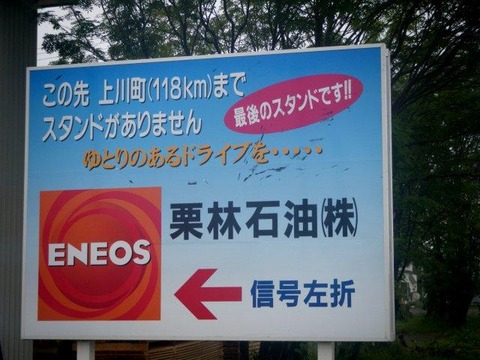 この先 上川町(118km)まで
スタンドがありません
最後のスタンドです!!
ゆとりのあるドライブを・・・・・
ENEOS
栗林石油(株)
信号左折